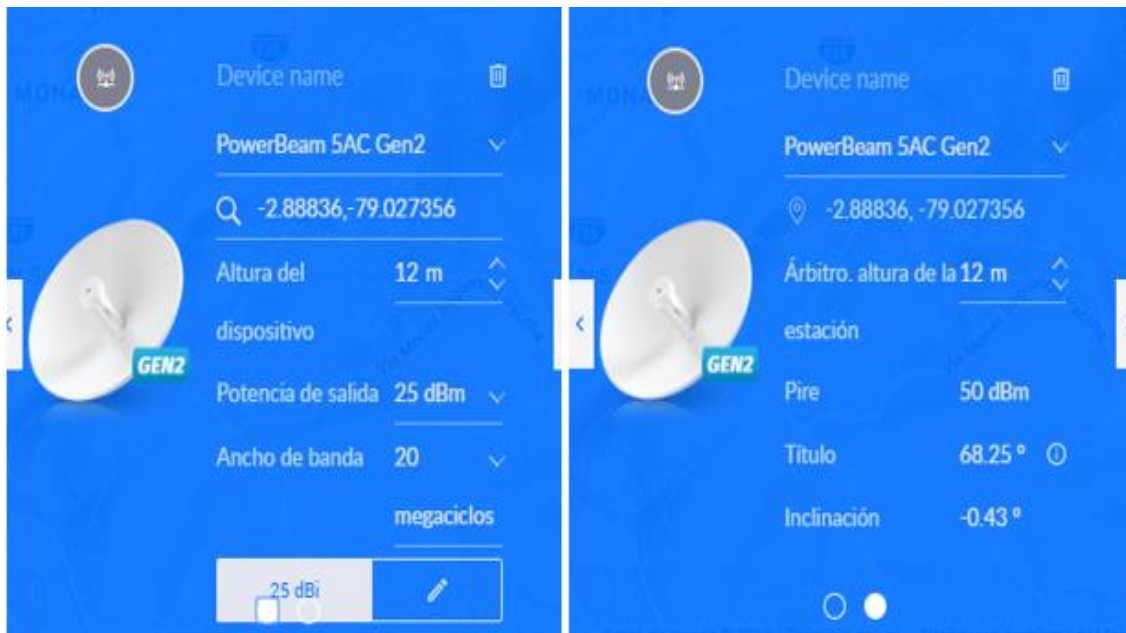 Device name
PowerBeam 5AC Gen2
-2.88836,-79.027356
Altura del 12 m
dispositivo
GEN2
Potencia de salida 25 dBm
Ancho de banda 20
megaciclos
25 dBi
Device name
PowerBeam 5AC Gen2
-2.88836, -79.027356
Árbitro. altura de la 12 m
estación
GEN2
Pire 50 dBm
Título 68.25 º
Inclinación -0.43 º